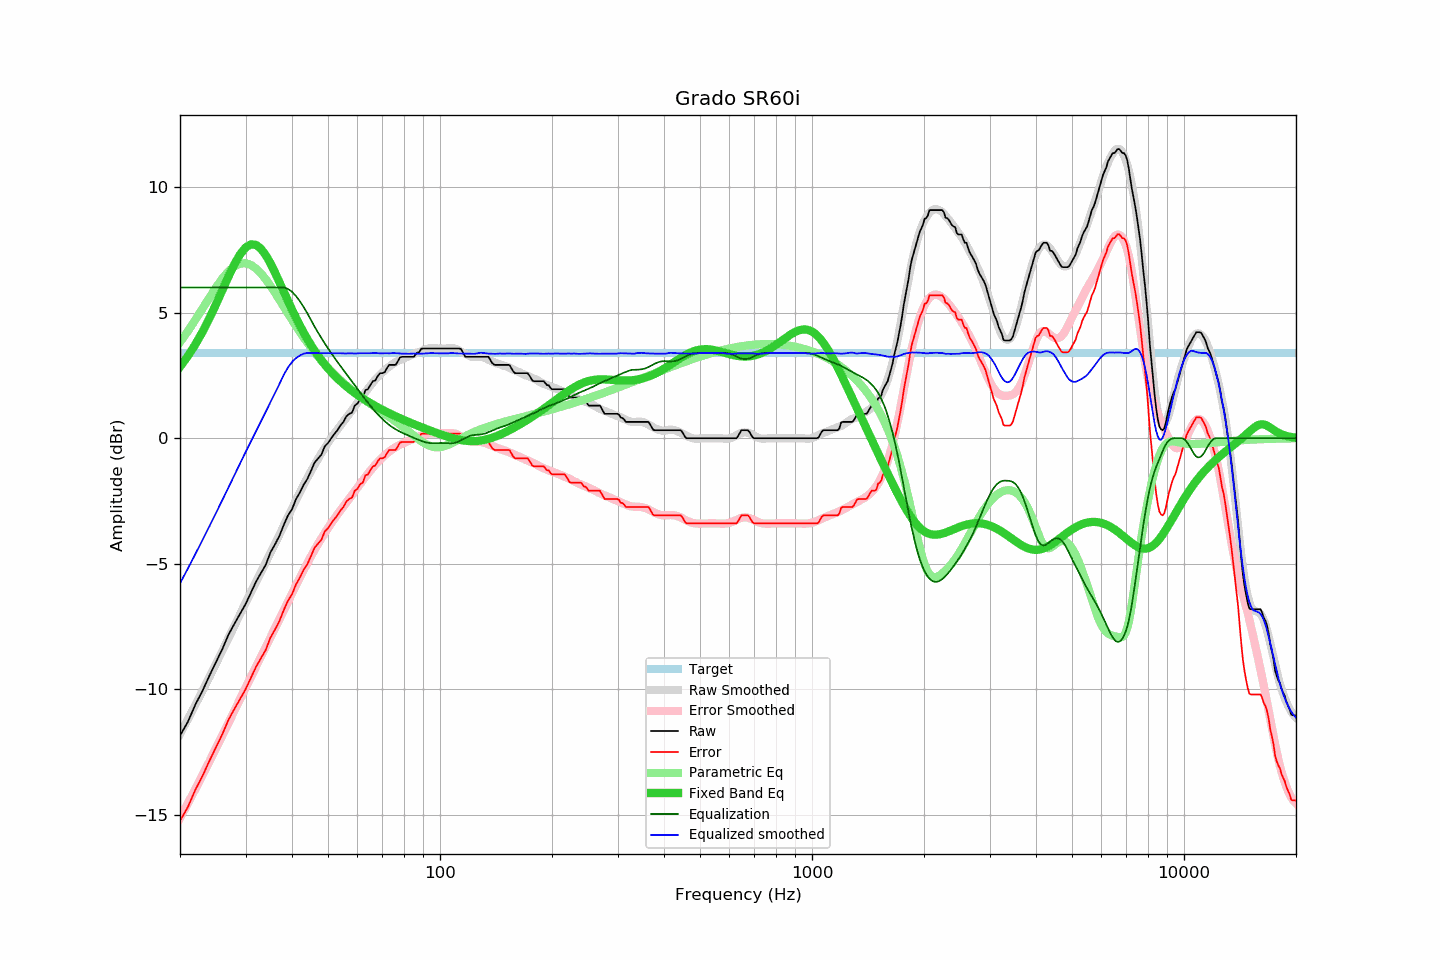 Grado SR60i
Amplitude (dBr)
10
5
0
−5
−10
−15
Target
Raw Smoothed
Error Smoothed
Raw
Error
Parametric Eq
Fixed Band Eq
Equalization
Equalized smoothed
100
1000
10000
Frequency (Hz)